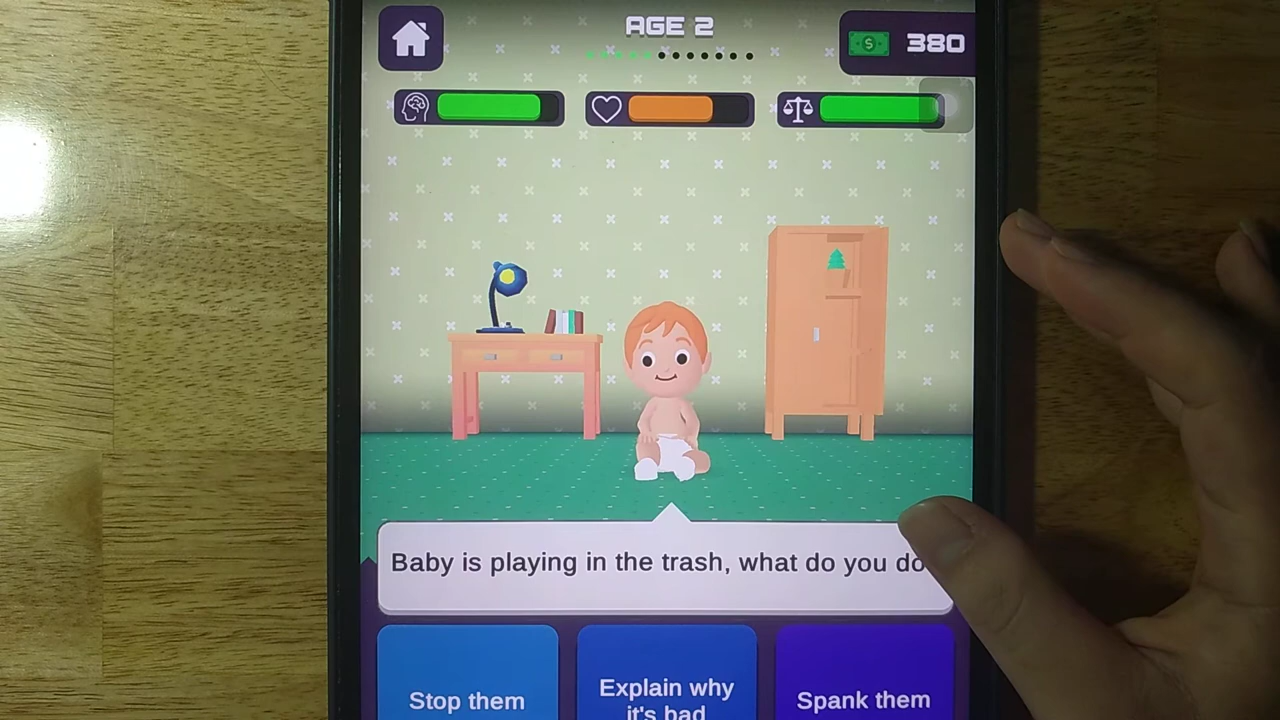 AGE 2
380
Baby is playing in the trash, what do you do
Stop them
Explain why
it's bad
Spank them